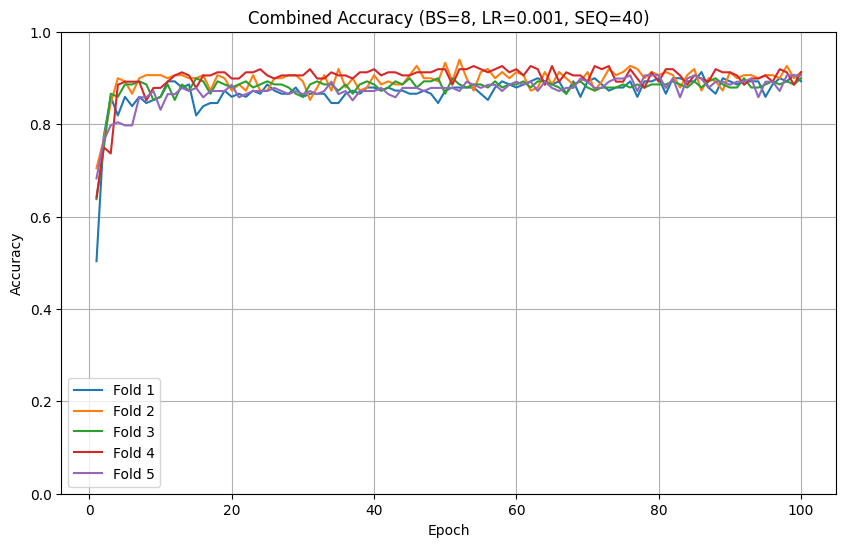 Combined Accuracy (BS=8, LR=0.001, SEQ=40)
1.0
0.8
0.6
0.4
0.2
0.0
Accuracy
Fold 1
Fold 2
Fold 3
Fold 4
Fold 5
0 20 40 60 80 100
Epoch